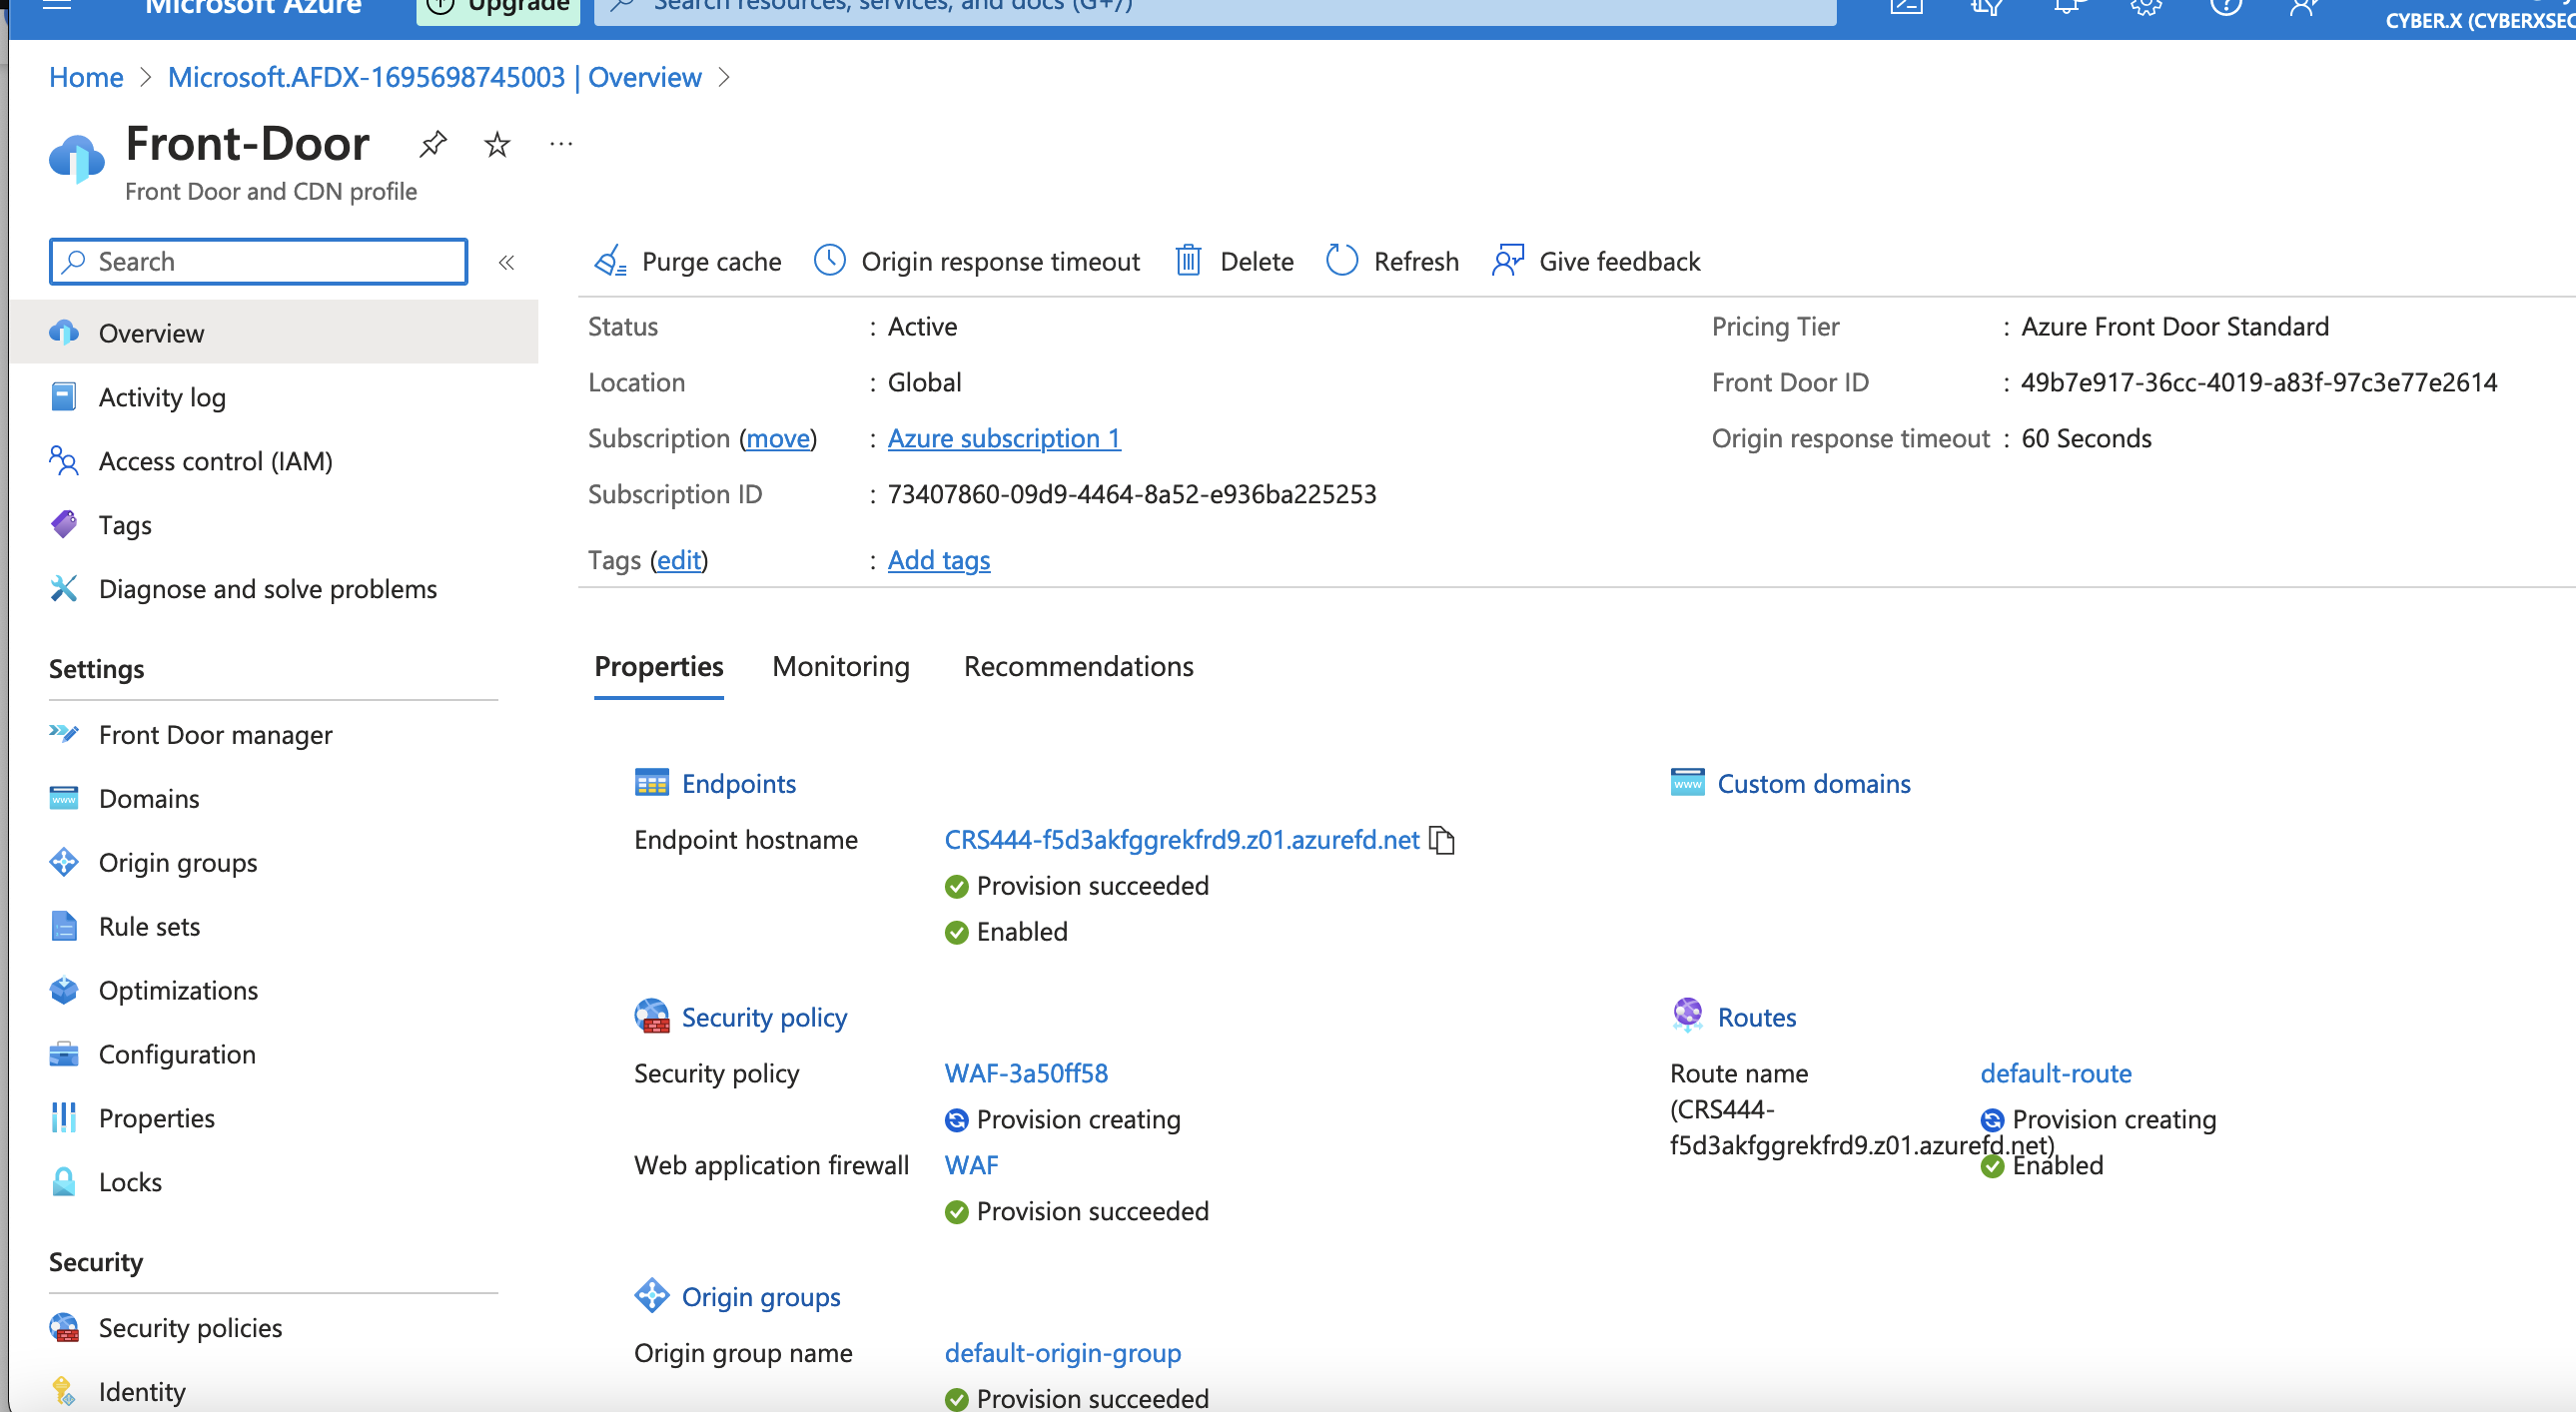 Microsoft Azure
Upgrade
Search resources, services, and docs (G+/)
CYBER.X (CYBERXSEC
Home > Microsoft.AFDX-1695698745003 | Overview >
Front-Door
Front Door and CDN profile
Search
Purge cache
Origin response timeout
Delete
Refresh
Give feedback
Overview
Activity log
Access control (IAM)
Tags
Diagnose and solve problems
Settings
Front Door manager
Domains
Origin groups
Rule sets
Optimizations
Configuration
Properties
Locks
Security
Security policies
Identity
Status : Active
Location : Global
Subscription (move) : Azure subscription 1
Subscription ID : 73407860-09d9-4464-8a52-e936ba225253
Tags (edit) : Add tags
Pricing Tier : Azure Front Door Standard
Front Door ID : 49b7e917-36cc-4019-a83f-97c3e77e2614
Origin response timeout : 60 Seconds
Properties
Monitoring
Recommendations
Endpoints
Endpoint hostname
CRS444-f5d3akfggrekfrd9.z01.azurefd.net
Provision succeeded
Enabled
www
Custom domains
Security policy
Security policy
WAF-3a50ff58
Provision creating
Web application firewall
WAF
Provision succeeded
Routes
Route name
(CRS444-
f5d3akfggrekfrd9.z01.azurefd.net)
default-route
Provision creating
Enabled
Origin groups
Origin group name
default-origin-group
Provision succeeded